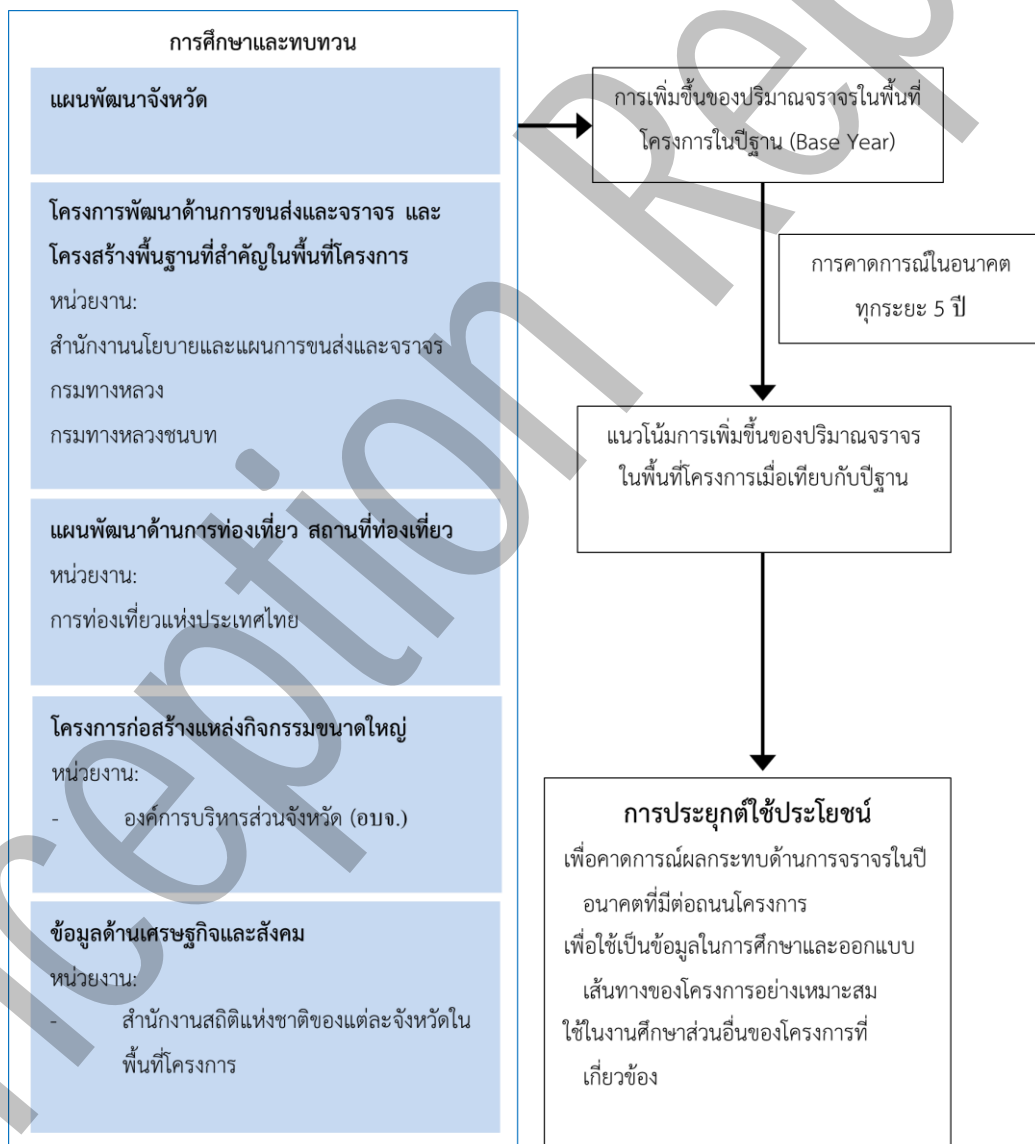 การศึกษาและทบทวน
แผนพัฒนาจังหวัด
โครงการพัฒนาด้านการขนส่งและจราจร และ
โครงสร้างพื้นฐานที่สำคัญในพื้นที่โครงการ
หน่วยงาน:
สำนักงานนโยบายและแผนการขนส่งและจราจร
กรมทางหลวง
กรมทางหลวงชนบท
แผนพัฒนาด้านการท่องเที่ยว สถานที่ท่องเที่ยว
หน่วยงาน:
การท่องเที่ยวแห่งประเทศไทย
โครงการก่อสร้างแหล่งกิจกรรมขนาดใหญ่
หน่วยงาน:
- องค์การบริหารส่วนจังหวัด (อบจ.)
ข้อมูลด้านเศรษฐกิจและสังคม
หน่วยงาน:
- สำนักงานสถิติแห่งชาติของแต่ละจังหวัดใน
พื้นที่โครงการ
การเพิ่มขึ้นของปริมาณจราจรในพื้นที่
โครงการในปีฐาน (Base Year)
การคาดการณ์ในอนาคต
ทุกระยะ 5 ปี
แนวโน้มการเพิ่มขึ้นของปริมาณจราจร
ในพื้นที่โครงการเมื่อเทียบกับปีฐาน
การประยุกต์ใช้ประโยชน์
เพื่อคาดการณ์ผลกระทบด้านการจราจรในปี
อนาคตที่มีต่อถนนโครงการ
เพื่อใช้เป็นข้อมูลในการศึกษาและออกแบบ
เส้นทางของโครงการอย่างเหมาะสม
ใช้ในงานศึกษาส่วนอื่นของโครงการที่
เกี่ยวข้อง
nception Rep